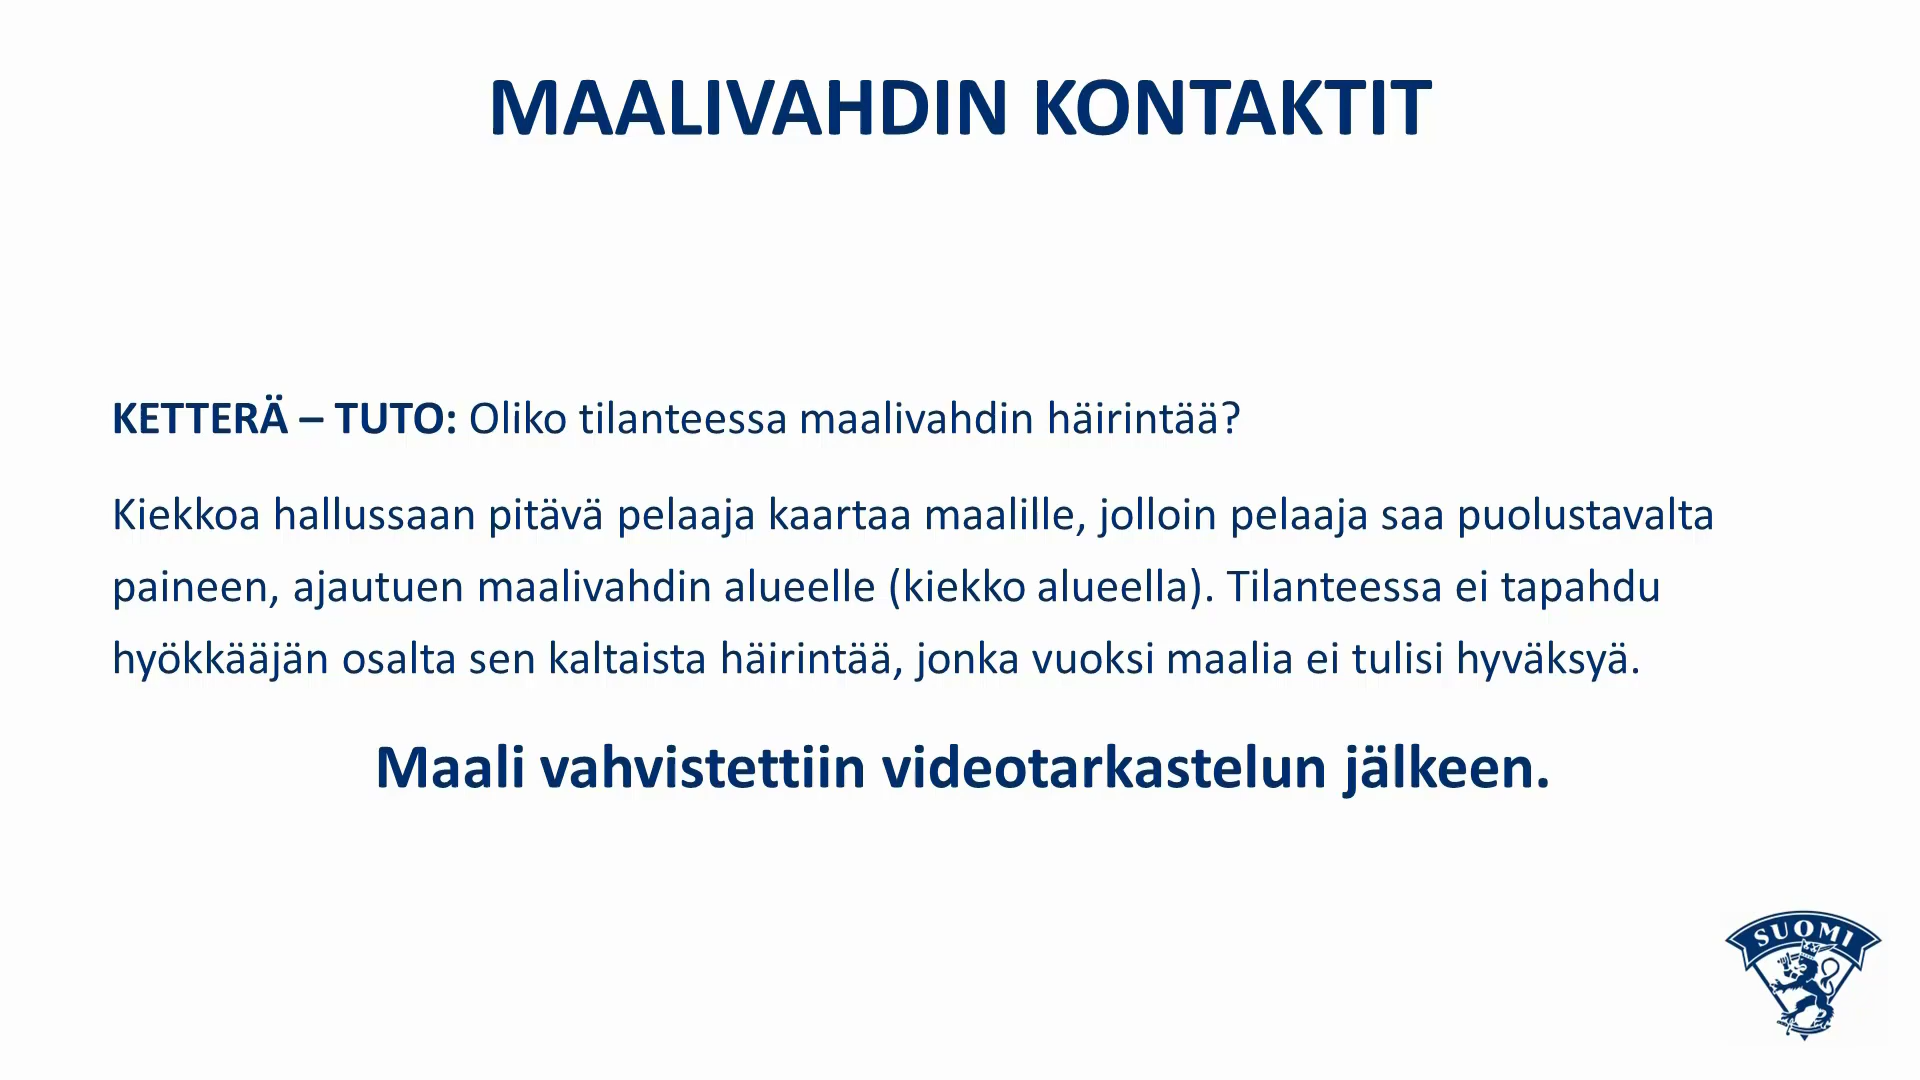 MAALIVAHDIN KONTAKTIT
KETTERÄ – TUTO: Oliko tilanteessa maalivahdin häirintää?
Kiekkoa hallussaan pitävä pelaaja kaartaa maalille, jolloin pelaaja saa puolustavalta
paineen, ajautuen maalivahdin alueelle (kiekko alueella). Tilanteessa ei tapahdu
hyökkääjän osalta sen kaltaista häirintää, jonka vuoksi maalia ei tulisi hyväksyä.
Maali vahvistettiin videotarkastelun jälkeen.
SUOMI